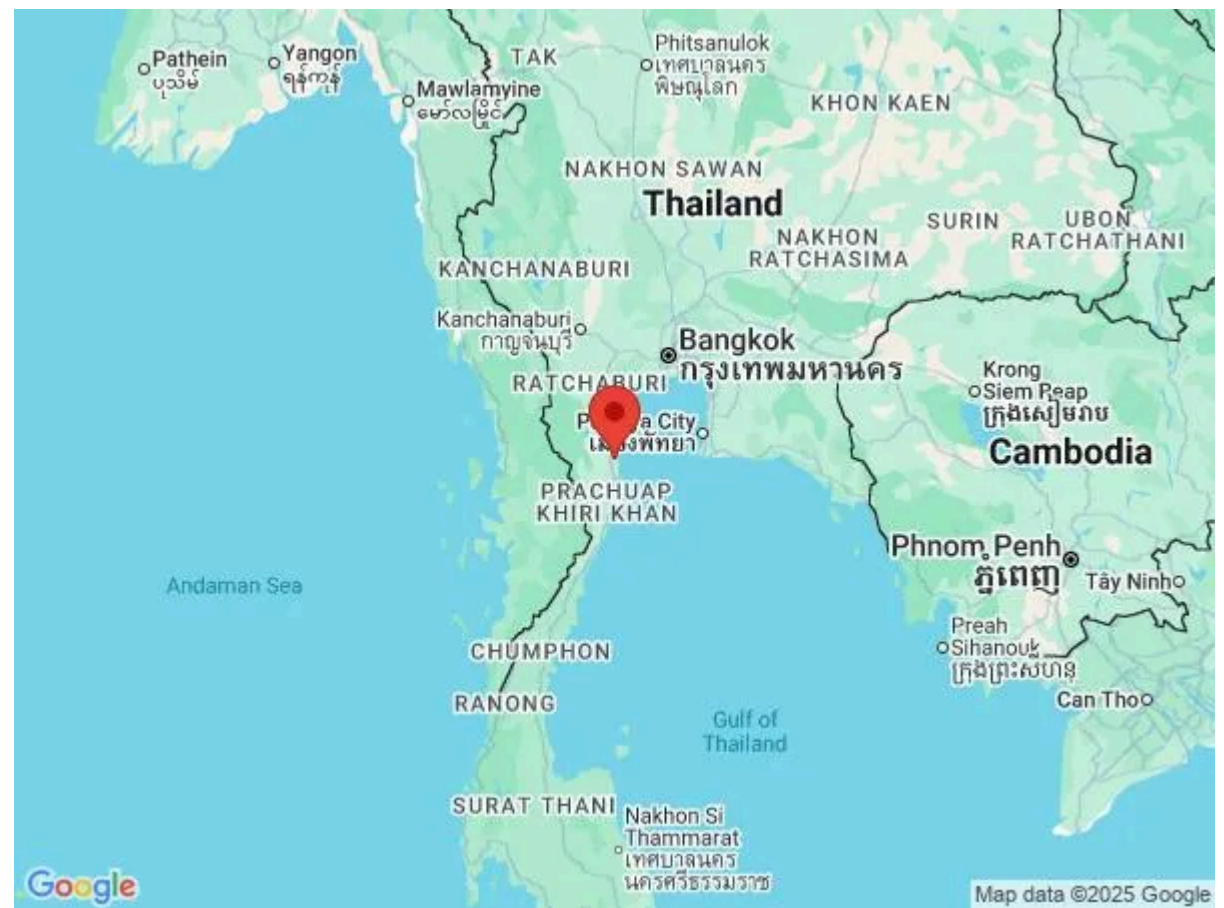 Pathein
ပုသိမ်
Yangon
ရန်ကုန်
Mawlamyine
မော်လမြိုင်
TAK
Phitsanulok
เทศบาลนคร
พิษณุโลก
KHON KAEN
NAKHON SAWAN
Thailand
NAKHON
RATCHASIMA
SURIN
UBON
RATCHATHANI
KANCHANABURI
Kanchanaburi
กาญจนบุรี
Bangkok
กรุงเทพมหานคร
RATCHABURI
a City
พัทยา
Krong
Siem Reap
ក្រុងសៀមរាប
Cambodia
PRACHUAP
KHIRI KHAN
Phnom Penh
ភ្នំពេញ
Tây Ninh
Andaman Sea
Preah
Sihanouk
ក្រុងព្រះសីហនុ
CHUMPHON
RANONG
Can Tho
Gulf of
Thailand
SURAT THANI
Nakhon Si
Thammarat
เทศบาลนคร
นครศรีธรรมราช
Google
Map data ©2025 Google